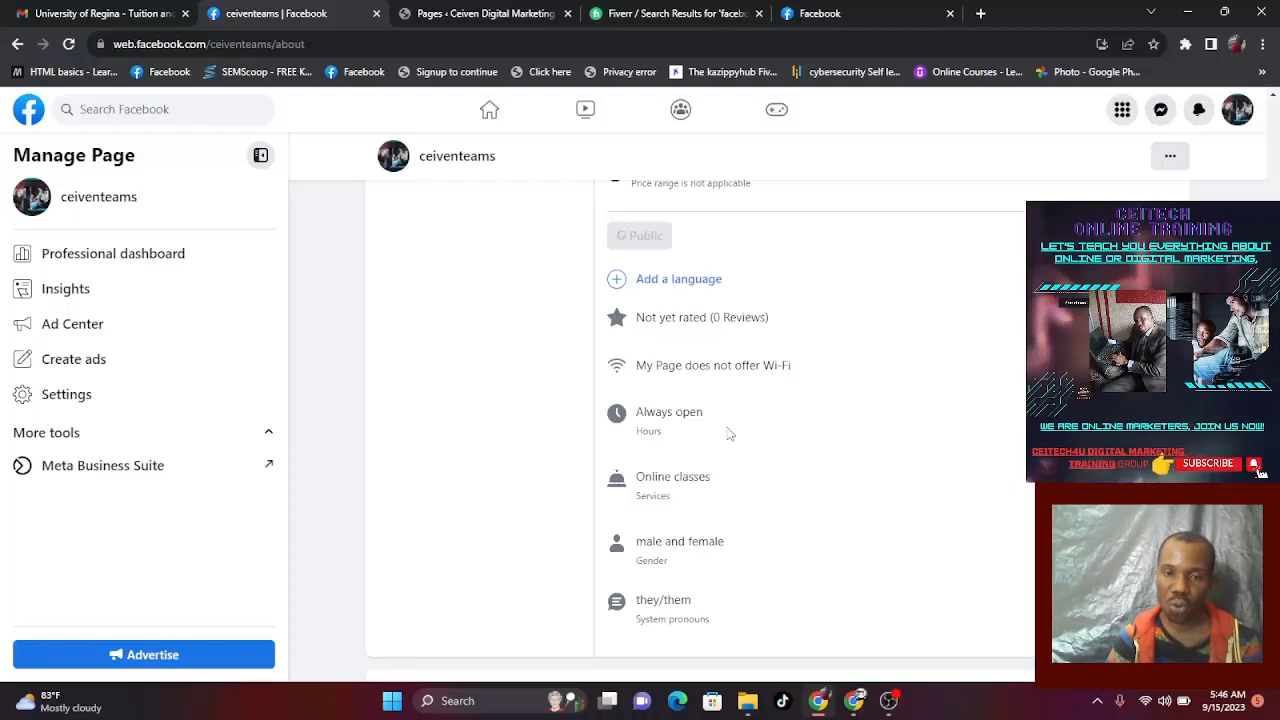 University of Regina - Tuition and
ceiventeams | Facebook
Pages ‹ Ceiven Digital Marketing
Fiverr / Search Results for 'faceb
Facebook
web.facebook.com/ceiventeams/about
HTML basics - Lear...
Facebook
SEMScoop - FREE K...
Facebook
Signup to continue
Click here
Privacy error
The kazippyhub Fiv...
cybersecurity Self le...
Online Courses - Le...
Photo - Google Ph...
Search Facebook
Manage Page
ceiventeams
Professional dashboard
Insights
Ad Center
Create ads
Settings
More tools
Meta Business Suite
Advertise
ceiventeams
Price range is not applicable
Public
Add a language
Not yet rated (0 Reviews)
My Page does not offer Wi-Fi
Always open
Hours
Online classes
Services
male and female
Gender
they/them
System pronouns
CEITECH
ONLINE TRAINING
LET'S TEACH YOU EVERYTHING ABOUT
ONLINE OR DIGITAL MARKETING,
WE ARE ONLINE MARKETERS, JOIN US NOW!
CEITECH4U DIGITAL MARKETING
TRAINING GROUP
SUBSCRIBE
83°F
Mostly cloudy
Search
5:46 AM
9/15/2023
5